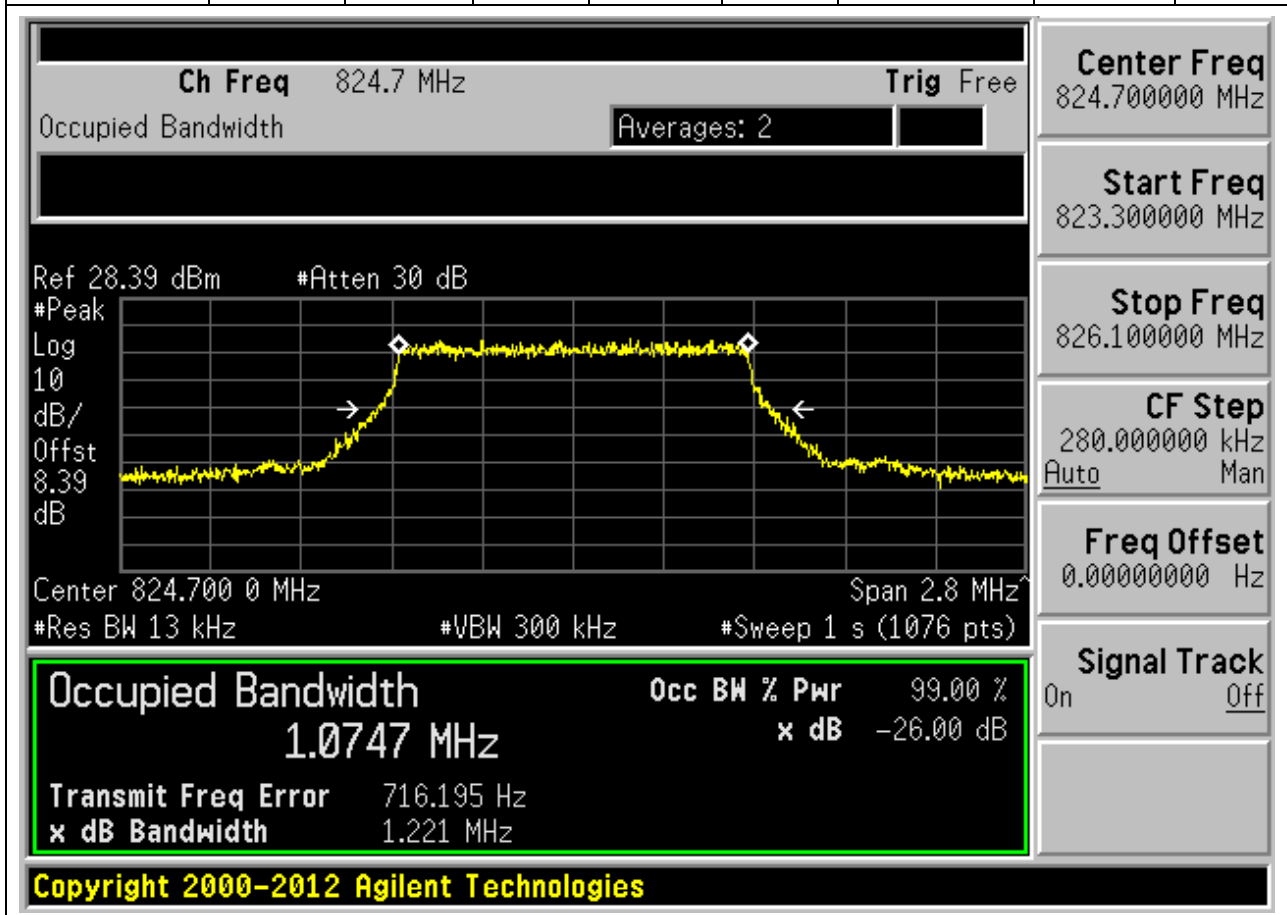 Ch Freq 824.7 MHz Trig Free
Occupied Bandwidth Averages: 2
Ref 28.39 dBm #Atten 30 dB
#Peak
Log
10
dB/
Offst
8.39
dB
Center 824.700 0 MHz Span 2.8 MHz^
#Res BW 13 kHz #VBW 300 kHz #Sweep 1 s (1076 pts)
Occupied Bandwidth Occ BW % Pwr 99.00 %
1.0747 MHz x dB -26.00 dB
Transmit Freq Error 716.195 Hz
x dB Bandwidth 1.221 MHz
Copyright 2000-2012 Agilent Technologies
Center Freq
824.700000 MHz
Start Freq
823.300000 MHz
Stop Freq
826.100000 MHz
CF Step
280.000000 kHz
Auto Man
Freq Offset
0.00000000 Hz
Signal Track
On Off